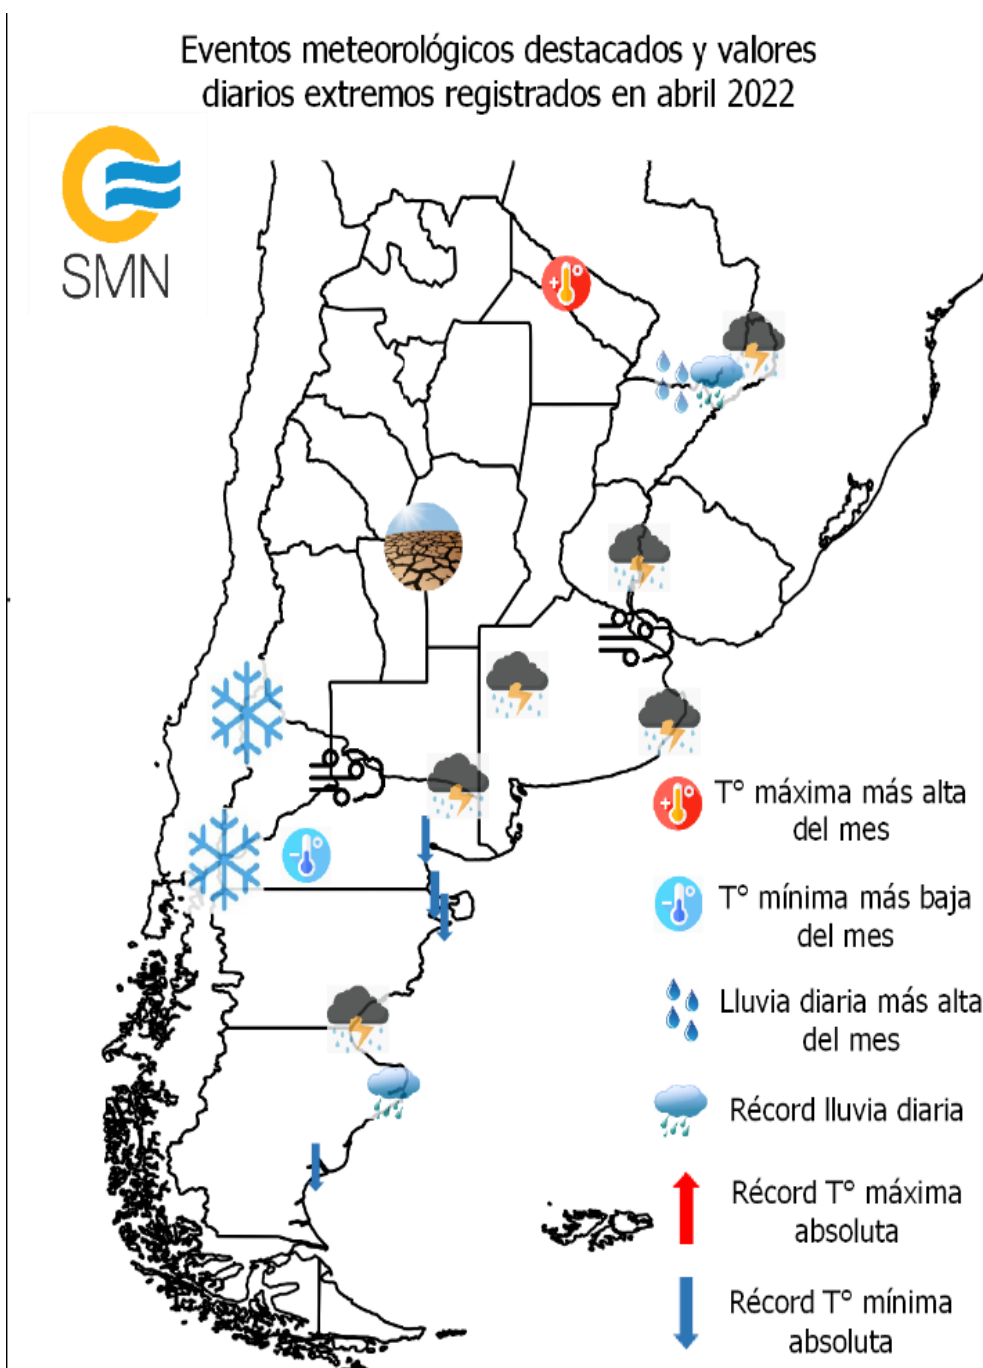 Eventos meteorológicos destacados y valores
diarios extremos registrados en abril 2022
SMN
T° máxima más alta
del mes
T° mínima más baja
del mes
Lluvia diaria más alta
del mes
Récord lluvia diaria
Récord T° máxima
absoluta
Récord T° mínima
absoluta